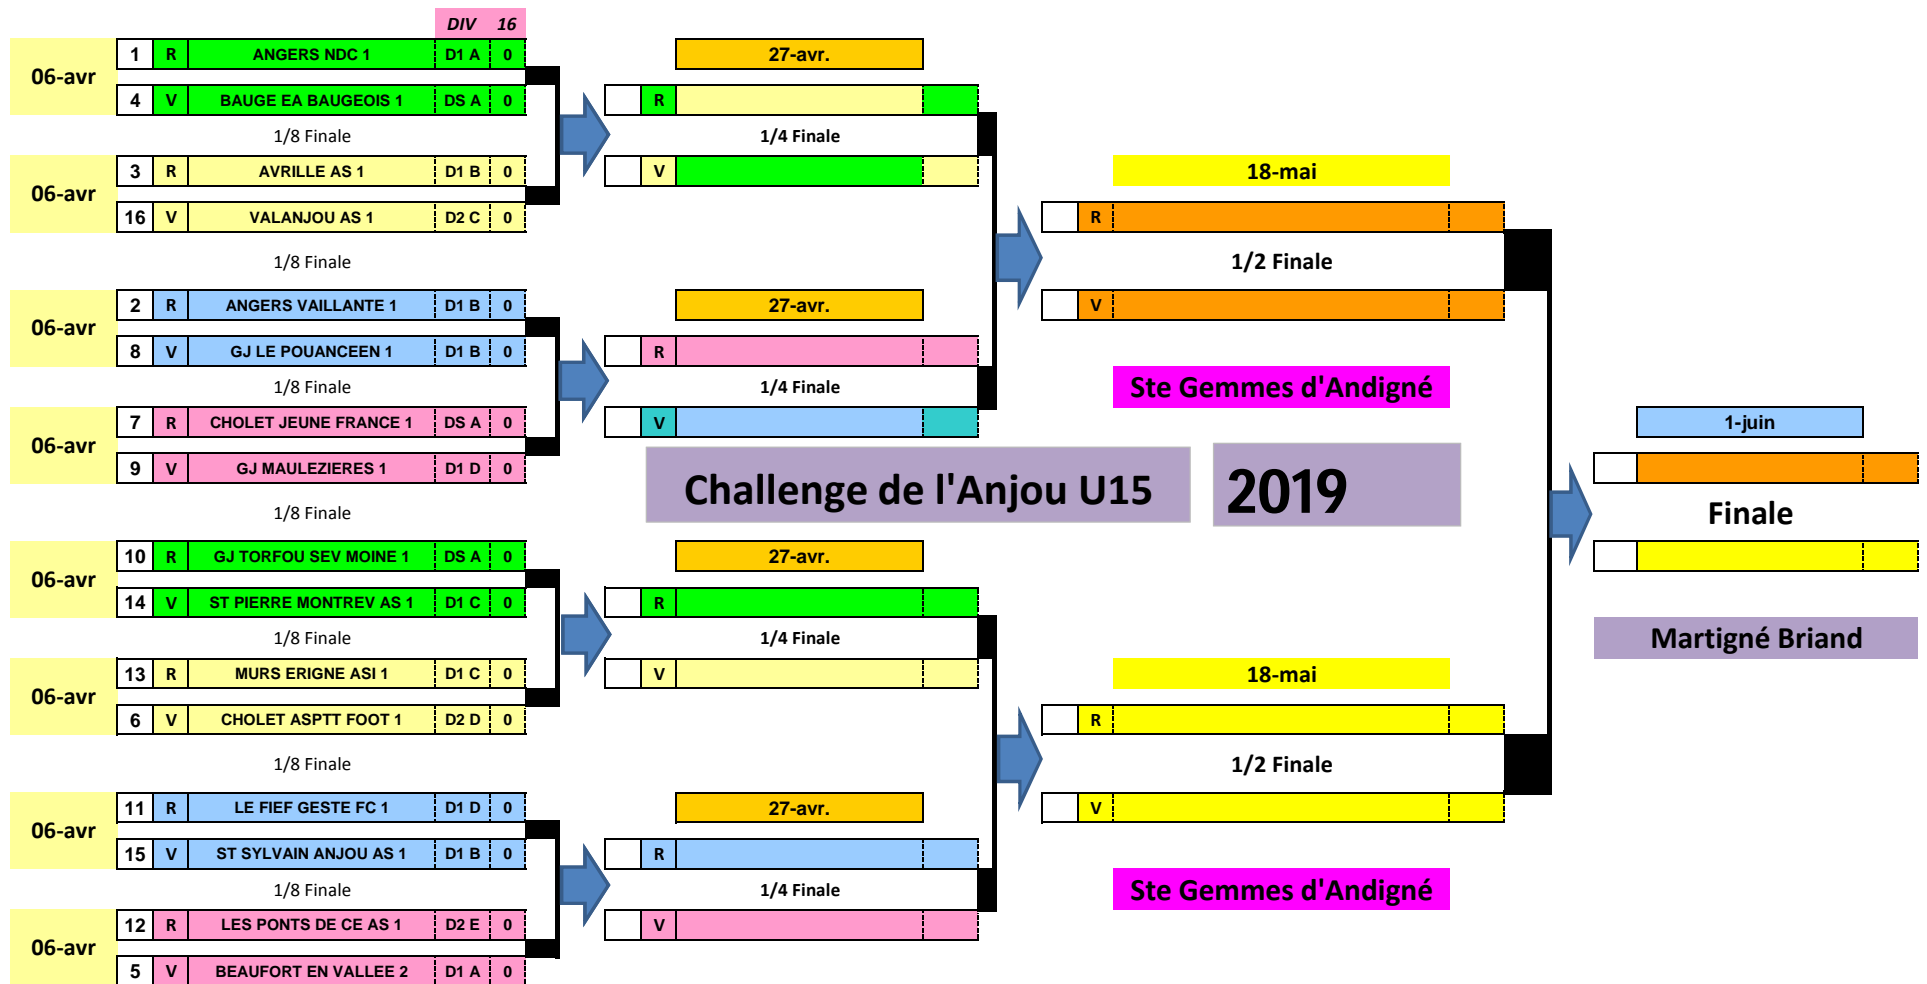 DIV 16
06-avr
1 R ANGERS NDC 1 D1 A 0
4 V BAUGE EA BAUGEOIS 1 DS A 0
1/8 Finale
06-avr
3 R AVRILLE AS 1 D1 B 0
16 V VALANJOU AS 1 D2 C 0
1/8 Finale
06-avr
2 R ANGERS VAILLANTE 1 D1 B 0
8 V GJ LE POUANCEEN 1 D1 B 0
1/8 Finale
06-avr
7 R CHOLET JEUNE FRANCE 1 DS A 0
9 V GJ MAULEZIERES 1 D1 D 0
1/8 Finale
06-avr
10 R GJ TORFOU SEV MOINE 1 DS A 0
14 V ST PIERRE MONTREV AS 1 D1 C 0
1/8 Finale
06-avr
13 R MURS ERIGNE ASI 1 D1 C 0
6 V CHOLET ASPTT FOOT 1 D2 D 0
1/8 Finale
06-avr
11 R LE FIEF GESTE FC 1 D1 D 0
15 V ST SYLVAIN ANJOU AS 1 D1 B 0
1/8 Finale
06-avr
12 R LES PONTS DE CE AS 1 D2 E 0
5 V BEAUFORT EN VALLEE 2 D1 A 0
27-avr.
R
1/4 Finale
V
27-avr.
R
1/4 Finale
V
Challenge de l'Anjou U15 2019
27-avr.
R
1/4 Finale
V
27-avr.
R
1/4 Finale
V
18-mai
R
1/2 Finale
V
Ste Gemmes d'Andigné
18-mai
R
1/2 Finale
V
Ste Gemmes d'Andigné
1-juin
Finale
Martigné Briand